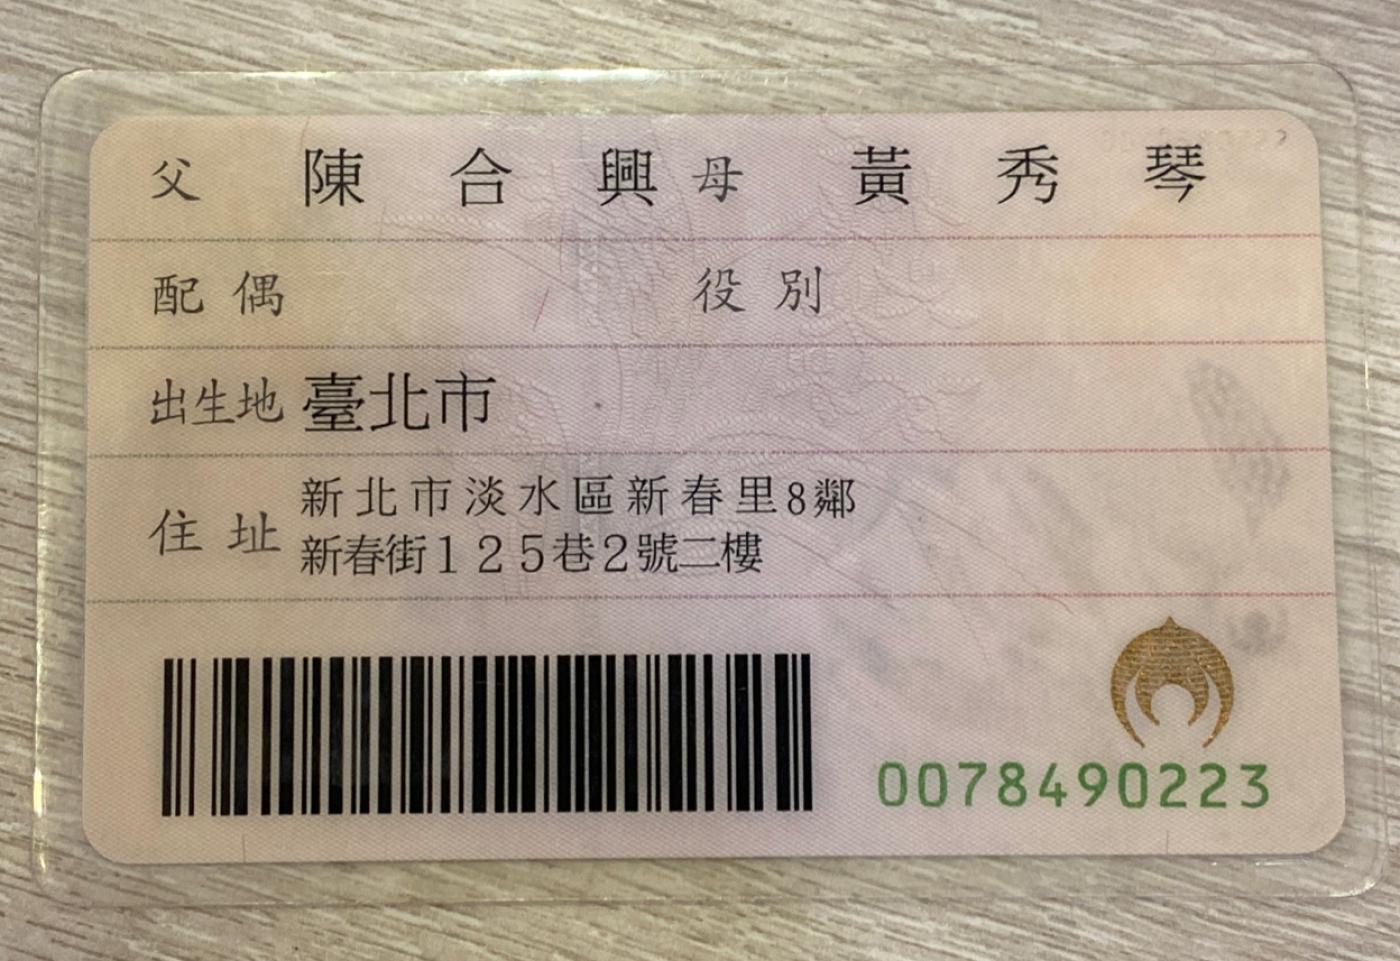 父 陳合興 母 黃秀琴
配偶 役別
出生地 臺北市
住址 新北市淡水區新春里8鄰
新春街125巷2號二樓
0078490223